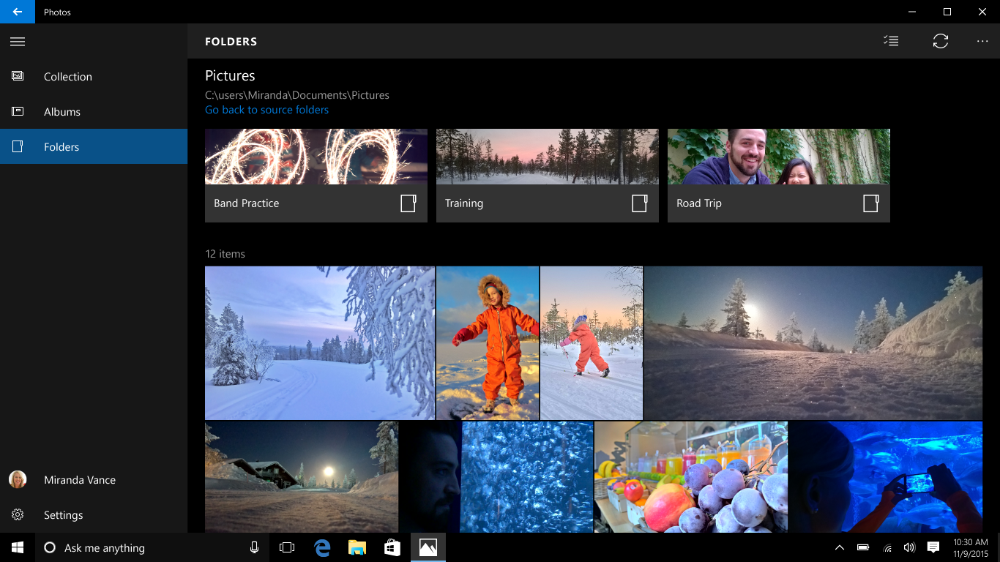 Photos
FOLDERS
Collection
Albums
Folders
Pictures
C:\users\Miranda\Documents\Pictures
Go back to source folders
Band Practice
Training
Road Trip
12 items
Miranda Vance
Settings
Ask me anything
10:30 AM
11/9/2015